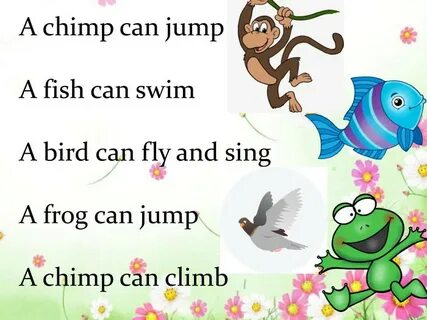 A chimp can jump
A fish can swim
A bird can fly and sing
A frog can jump
A chimp can climb